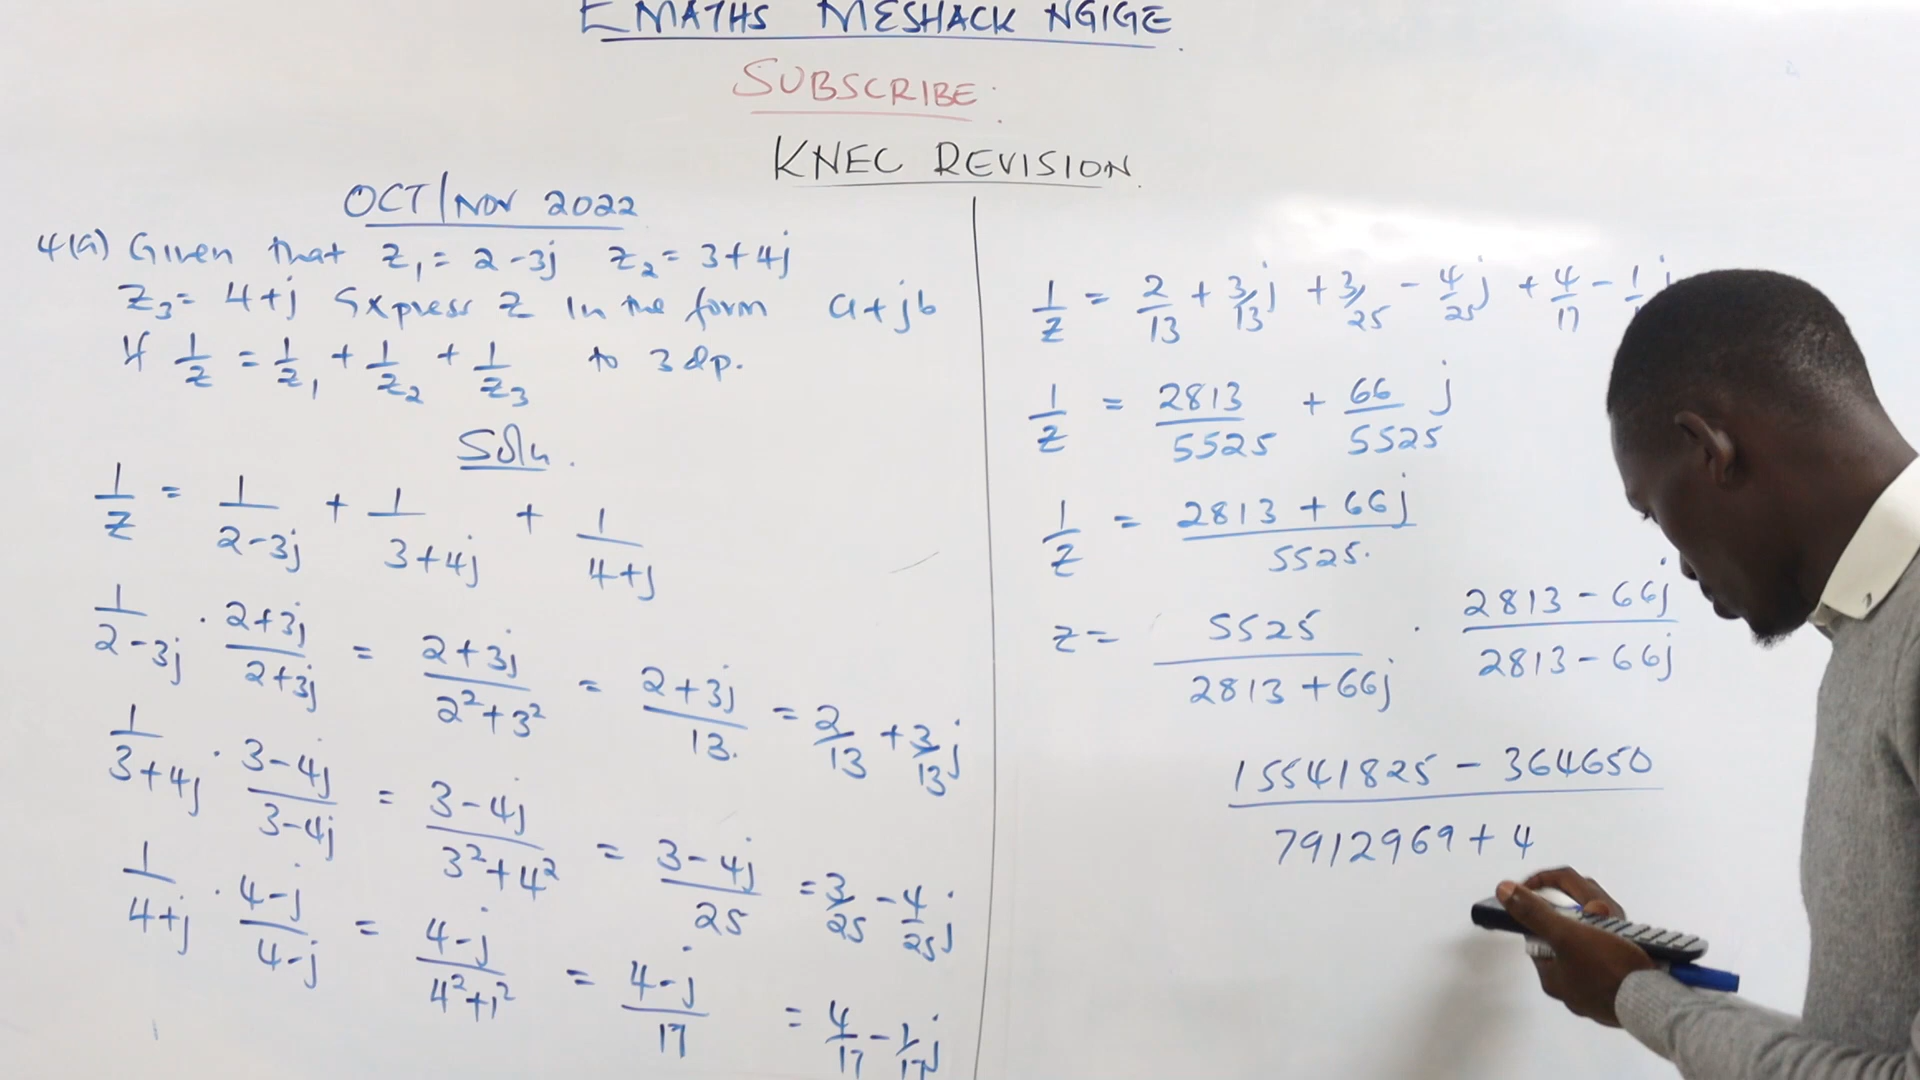 EMATHS MESHACK NGIGE
SUBSCRIBE
KNEC REVISION
OCT/NOV 2022
4(a) Given that z₁ = 2-3j z₂ = 3+4j
z₃ = 4+j Express z in the form a+jb
If 1/z = 1/z₁ + 1/z₂ + 1/z₃ to 3 dp.
Soln.
1/z = 1/(2-3j) + 1/(3+4j) + 1/(4+j)
1/(2-3j) · (2+3j)/(2+3j) = (2+3j)/(2²+3²) = (2+3j)/13 = 2/13 + 3/13 j
1/(3+4j) · (3-4j)/(3-4j) = (3-4j)/(3²+4²) = (3-4j)/25 = 3/25 - 4/25 j
1/(4+j) · (4-j)/(4-j) = (4-j)/(4²+1²) = (4-j)/17 = 4/17 - 1/17 j
1/z = 2/13 + 3/13 j + 3/25 - 4/25 j + 4/17 - 1/ j
1/z = 2813/5525 + 66/5525 j
1/z = (2813 + 66j)/5525.
z = 5525/(2813 + 66j) · (2813 - 66j)/(2813 - 66j)
(15541825 - 364650)/(7912969 + 4